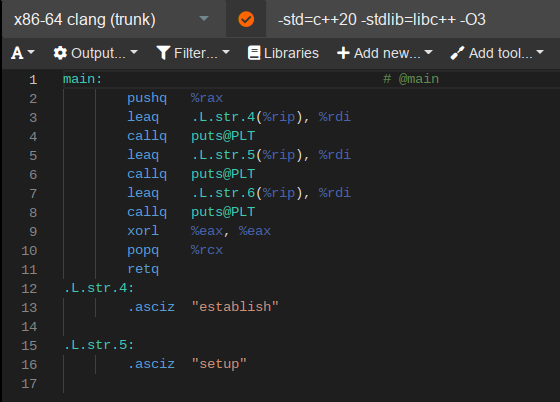 x86-64 clang (trunk) -std=c++20 -stdlib=libc++ -O3
A Output... Filter... Libraries Add new... Add tool...
1 main: # @main
2 pushq %rax
3 leaq .L.str.4(%rip), %rdi
4 callq puts@PLT
5 leaq .L.str.5(%rip), %rdi
6 callq puts@PLT
7 leaq .L.str.6(%rip), %rdi
8 callq puts@PLT
9 xorl %eax, %eax
10 popq %rcx
11 retq
12 .L.str.4:
13 .asciz "establish"
14
15 .L.str.5:
16 .asciz "setup"
17